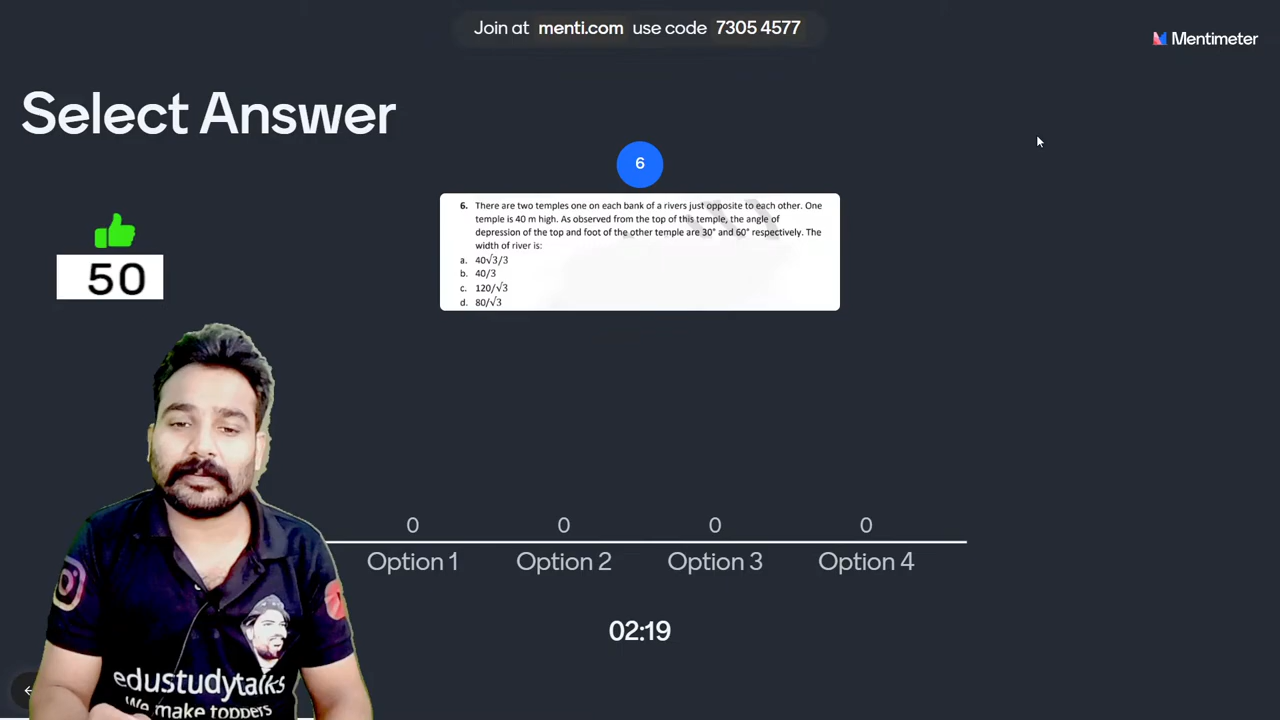 Join at menti.com use code 7305 4577
Mentimeter
Select Answer
6
6. There are two temples one on each bank of a rivers just opposite to each other. One
temple is 40 m high. As observed from the top of this temple, the angle of
depression of the top and foot of the other temple are 30° and 60° respectively. The
width of river is:
a. 40√3/3
b. 40/3
c. 120/√3
d. 80/√3
50
0 0 0 0
Option 1 Option 2 Option 3 Option 4
02:19
edustudytalks
We make toppers